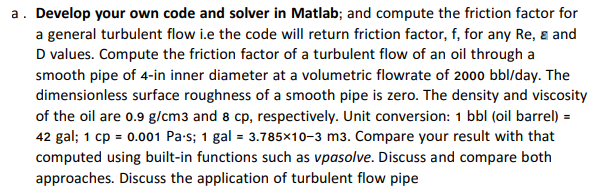 a. Develop your own code and solver in Matlab; and compute the friction factor for
a general turbulent flow i.e the code will return friction factor, f, for any Re, ε and
D values. Compute the friction factor of a turbulent flow of an oil through a
smooth pipe of 4-in inner diameter at a volumetric flowrate of 2000 bbl/day. The
dimensionless surface roughness of a smooth pipe is zero. The density and viscosity
of the oil are 0.9 g/cm3 and 8 cp, respectively. Unit conversion: 1 bbl (oil barrel) =
42 gal; 1 cp = 0.001 Pa·s; 1 gal = 3.785×10−3 m3. Compare your result with that
computed using built-in functions such as vpasolve. Discuss and compare both
approaches. Discuss the application of turbulent flow pipe